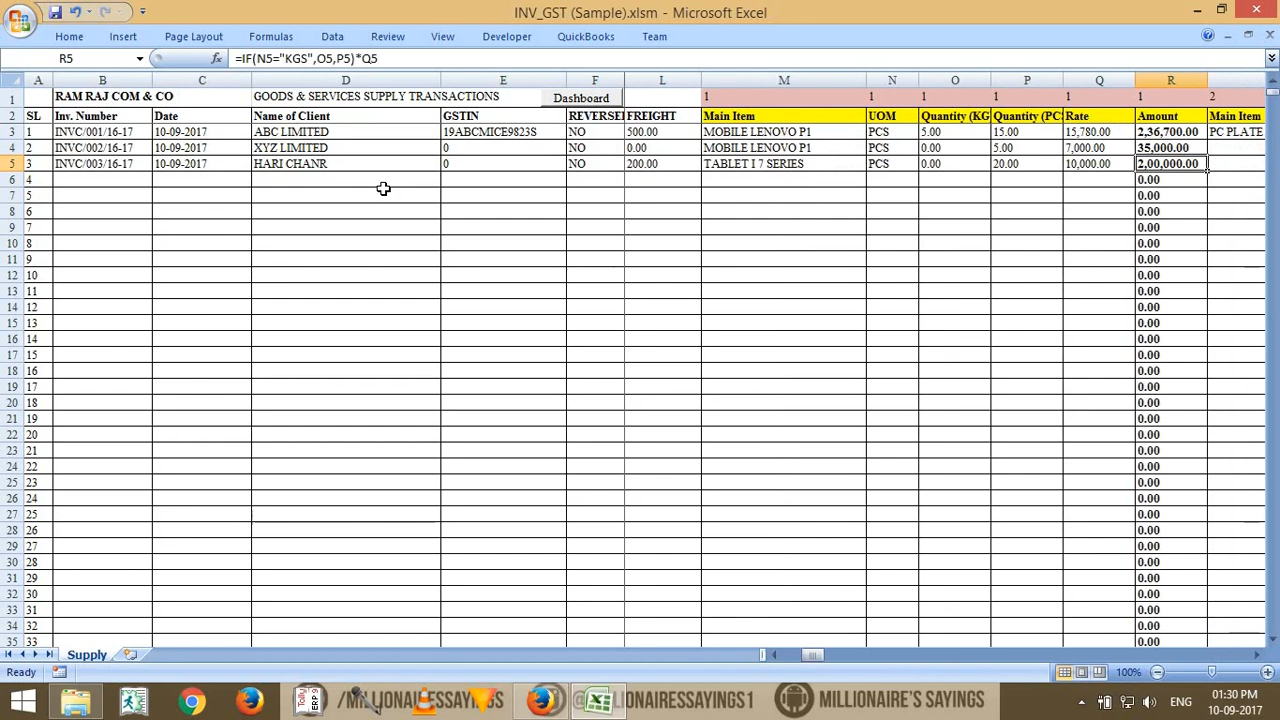 INV_GST (Sample).xlsm - Microsoft Excel
Home Insert Page Layout Formulas Data Review View Developer QuickBooks Team
R5 fx =IF(N5="KGS",O5,P5)*Q5
A B C D E F L M N O P Q R
1 RAM RAJ COM & CO GOODS & SERVICES SUPPLY TRANSACTIONS Dashboard 1 1 1 1 1 1 2
2 SL Inv. Number Date Name of Client GSTIN REVERSE FREIGHT Main Item UOM Quantity (KG Quantity (PC Rate Amount Main Item
3 1 INVC/001/16-17 10-09-2017 ABC LIMITED 19ABCMICE9823S NO 500.00 MOBILE LENOVO P1 PCS 5.00 15.00 15,780.00 2,36,700.00 PC PLATE
4 2 INVC/002/16-17 10-09-2017 XYZ LIMITED 0 NO 0.00 MOBILE LENOVO P1 PCS 0.00 5.00 7,000.00 35,000.00
5 3 INVC/003/16-17 10-09-2017 HARI CHANR 0 NO 200.00 TABLET I 7 SERIES PCS 0.00 20.00 10,000.00 2,00,000.00
6 4 0.00
7 5 0.00
8 6 0.00
9 7 0.00
10 8 0.00
11 9 0.00
12 10 0.00
13 11 0.00
14 12 0.00
15 13 0.00
16 14 0.00
17 15 0.00
18 16 0.00
19 17 0.00
20 18 0.00
21 19 0.00
22 20 0.00
23 21 0.00
24 22 0.00
25 23 0.00
26 24 0.00
27 25 0.00
28 26 0.00
29 27 0.00
30 28 0.00
31 29 0.00
32 30 0.00
33 31 0.00
34 32 0.00
35 33 0.00
Supply
Ready 100%
Tally ERP 9 /MILLIONAIRESSAYINGS @ IONAIRESSAYINGS1 MILLIONAIRE'S SAYINGS ENG 01:30 PM
10-09-2017